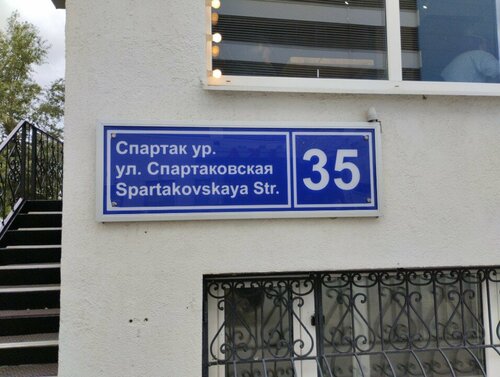 Спартак ур.
ул. Спартаковская
Spartakovskaya Str.
35